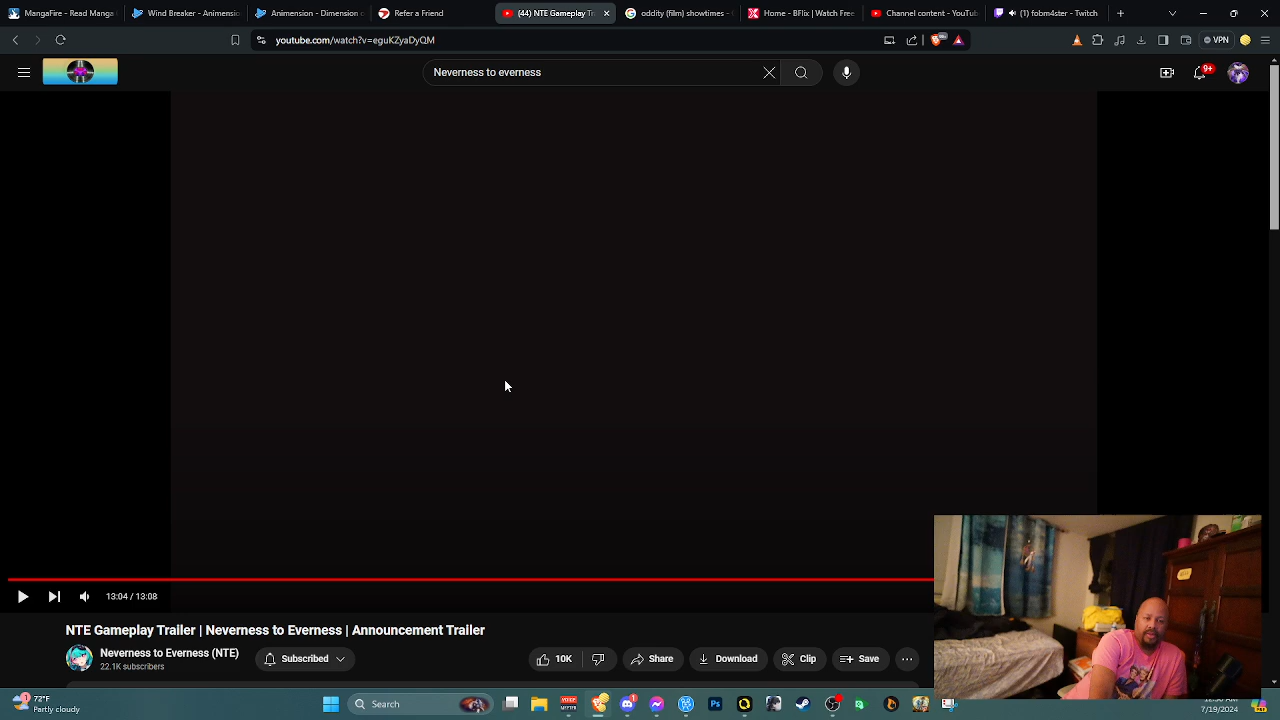 MangaFire - Read Manga
Wind Breaker - Animensio
Animension - Dimension o
Refer a Friend
(44) NTE Gameplay Tr
oddity (film) showtimes -
Home - BFlix | Watch Free
Channel content - YouTub
(1) fobm4ster - Twitch
youtube.com/watch?v=eguKZyaDyQM
VPN
Neverness to everness
9+
13:04 / 13:08
NTE Gameplay Trailer | Neverness to Everness | Announcement Trailer
Neverness to Everness (NTE)
22.1K subscribers
Subscribed
10K
Share
Download
Clip
Save
72°F
Partly cloudy
Search
7/19/2024